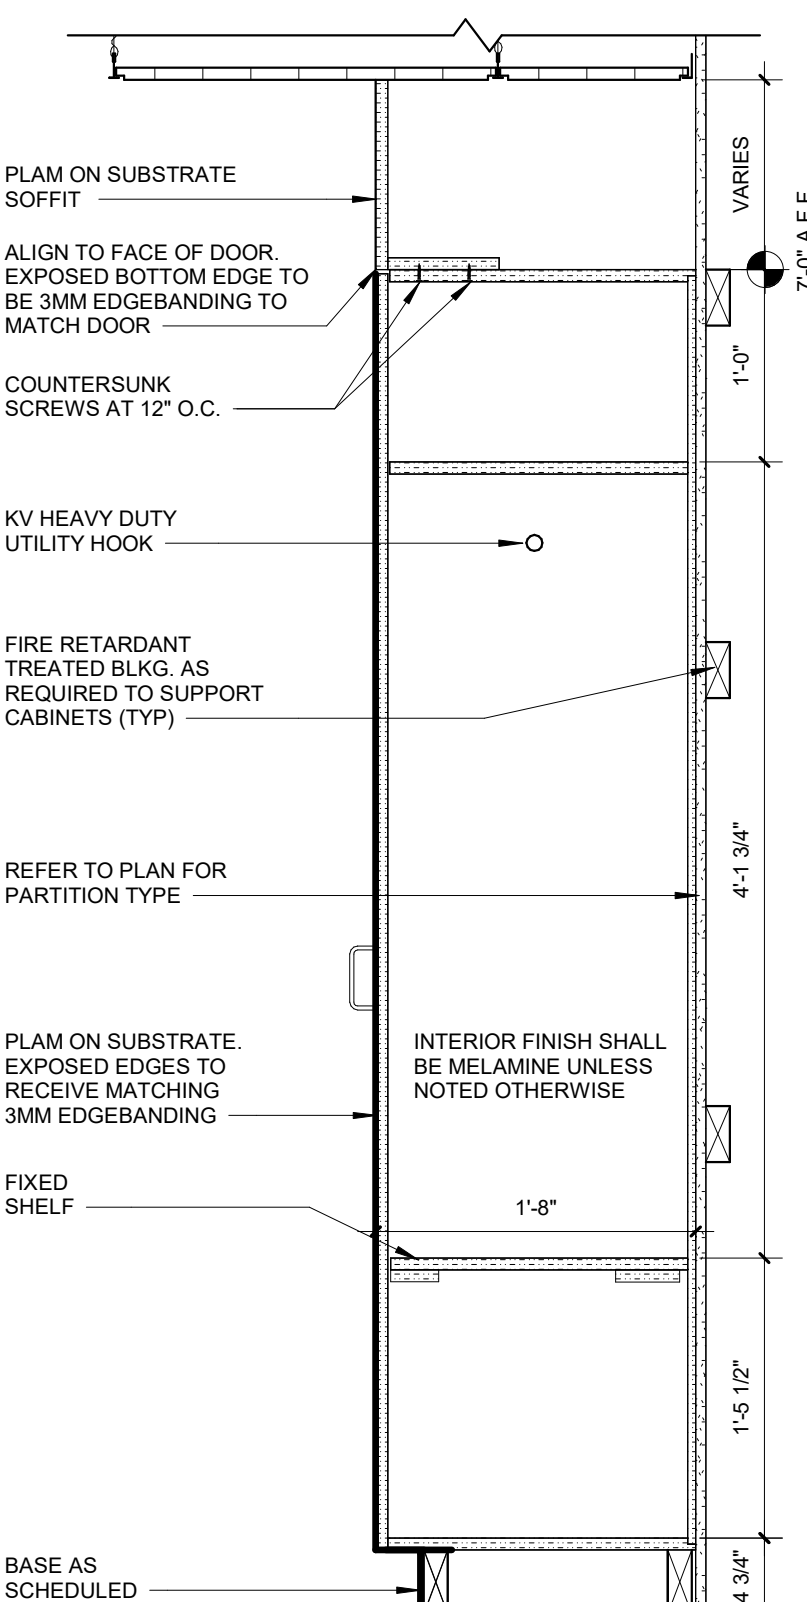 PLAM ON SUBSTRATE
SOFFIT
ALIGN TO FACE OF DOOR.
EXPOSED BOTTOM EDGE TO
BE 3MM EDGEBANDING TO
MATCH DOOR
COUNTERSUNK
SCREWS AT 12" O.C.
KV HEAVY DUTY
UTILITY HOOK
FIRE RETARDANT
TREATED BLKG. AS
REQUIRED TO SUPPORT
CABINETS (TYP)
REFER TO PLAN FOR
PARTITION TYPE
PLAM ON SUBSTRATE.
EXPOSED EDGES TO
RECEIVE MATCHING
3MM EDGEBANDING
FIXED
SHELF
BASE AS
SCHEDULED
INTERIOR FINISH SHALL
BE MELAMINE UNLESS
NOTED OTHERWISE
1'-8"
VARIES
7'-0" A.F.F.
1'-0"
4'-1 3/4"
1'-5 1/2"
4 3/4"